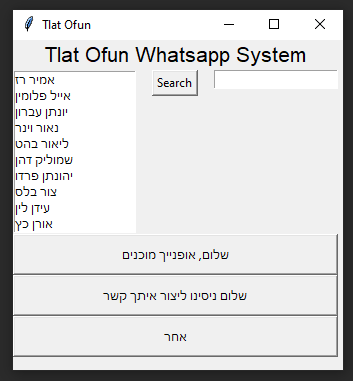 Tlat Ofun
Tlat Ofun Whatsapp System
Search
אמיר רז
אייל פלומין
יונתן עברון
נאור וינר
ליאור בהט
שמוליק דהן
יהונתן פרדו
צור בלס
עידן לין
אורן כץ
שלום, אופנייך מוכנים
שלום ניסינו ליצור איתך קשר
אחר